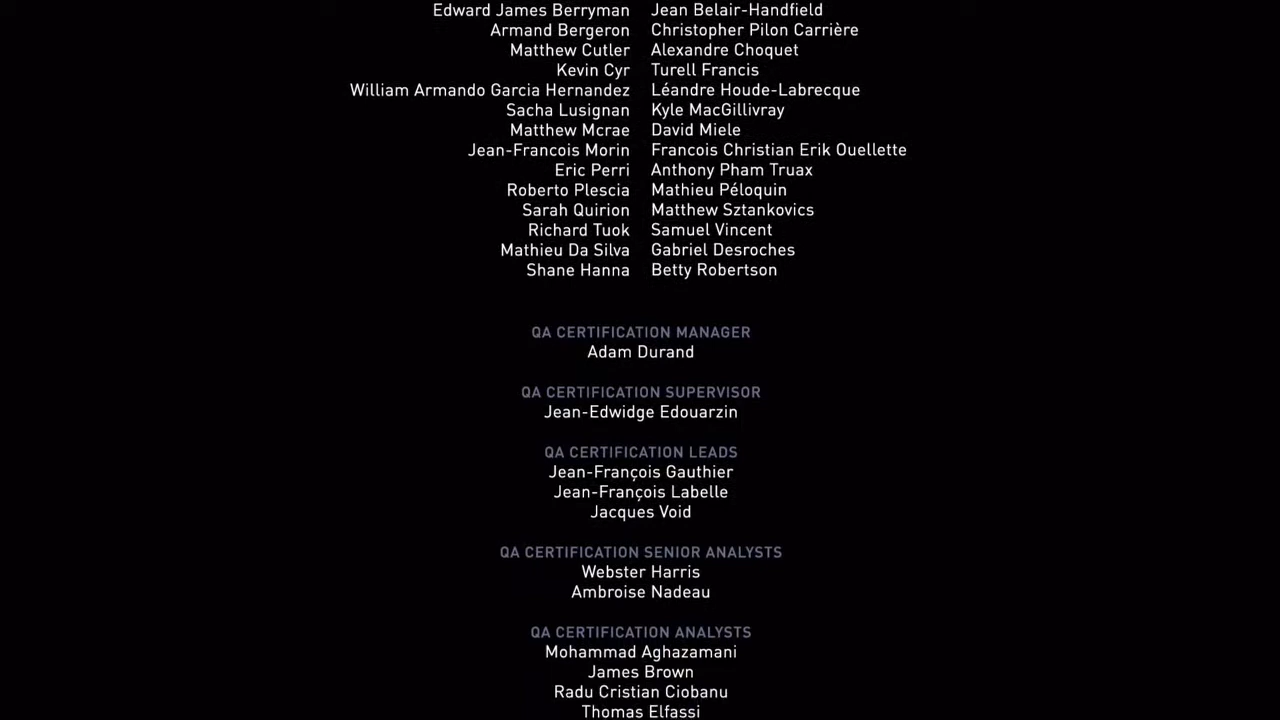 Edward James Berryman Jean Belair-Handfield
Armand Bergeron Christopher Pilon Carrière
Matthew Cutler Alexandre Choquet
Kevin Cyr Turell Francis
William Armando Garcia Hernandez Léandre Houde-Labrecque
Sacha Lusignan Kyle MacGillivray
Matthew Mcrae David Miele
Jean-Francois Morin Francois Christian Erik Ouellette
Eric Perri Anthony Pham Truax
Roberto Plescia Mathieu Péloquin
Sarah Quirion Matthew Sztankovics
Richard Tuok Samuel Vincent
Mathieu Da Silva Gabriel Desroches
Shane Hanna Betty Robertson
QA CERTIFICATION MANAGER
Adam Durand
QA CERTIFICATION SUPERVISOR
Jean-Edwidge Edouarzin
QA CERTIFICATION LEADS
Jean-François Gauthier
Jean-François Labelle
Jacques Void
QA CERTIFICATION SENIOR ANALYSTS
Webster Harris
Ambroise Nadeau
QA CERTIFICATION ANALYSTS
Mohammad Aghazamani
James Brown
Radu Cristian Ciobanu
Thomas Elfassi